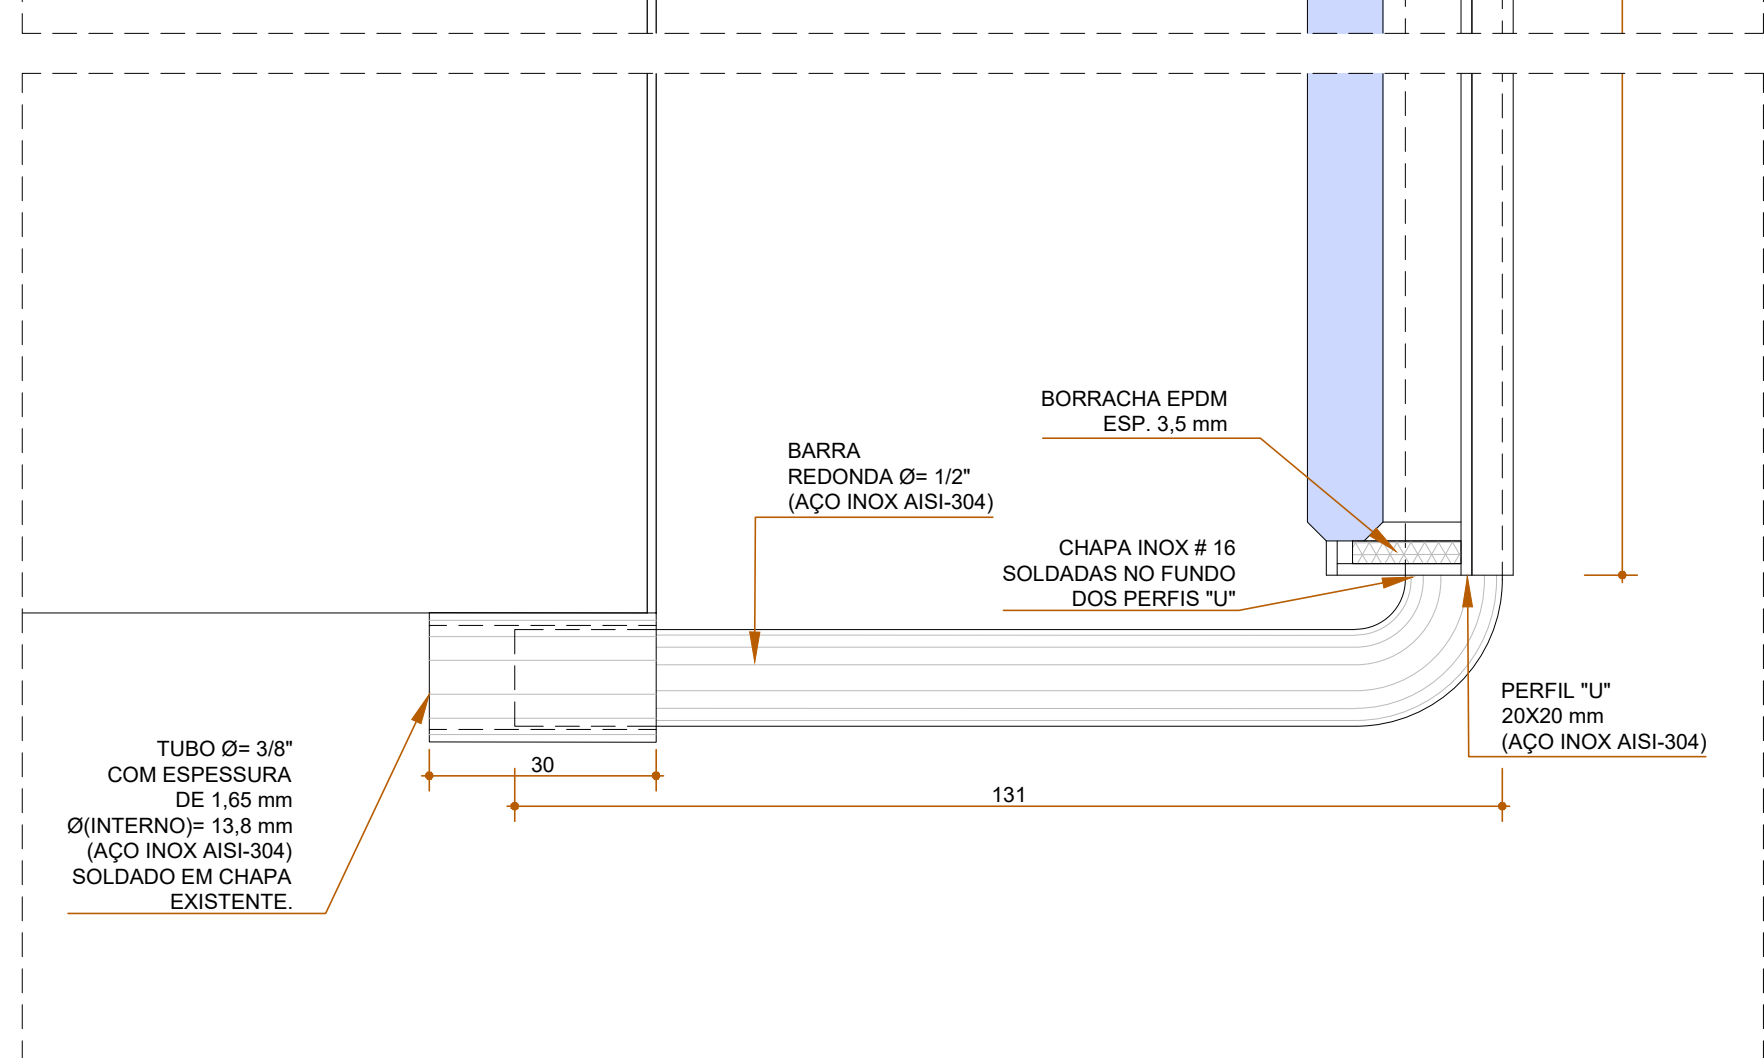 BORRACHA EPDM
ESP. 3,5 mm
BARRA
REDONDA Ø= 1/2"
(AÇO INOX AISI-304)
CHAPA INOX # 16
SOLDADAS NO FUNDO
DOS PERFIS "U"
PERFIL "U"
20X20 mm
(AÇO INOX AISI-304)
TUBO Ø= 3/8"
COM ESPESSURA
DE 1,65 mm
Ø(INTERNO)= 13,8 mm
(AÇO INOX AISI-304)
SOLDADO EM CHAPA
EXISTENTE.
30
131